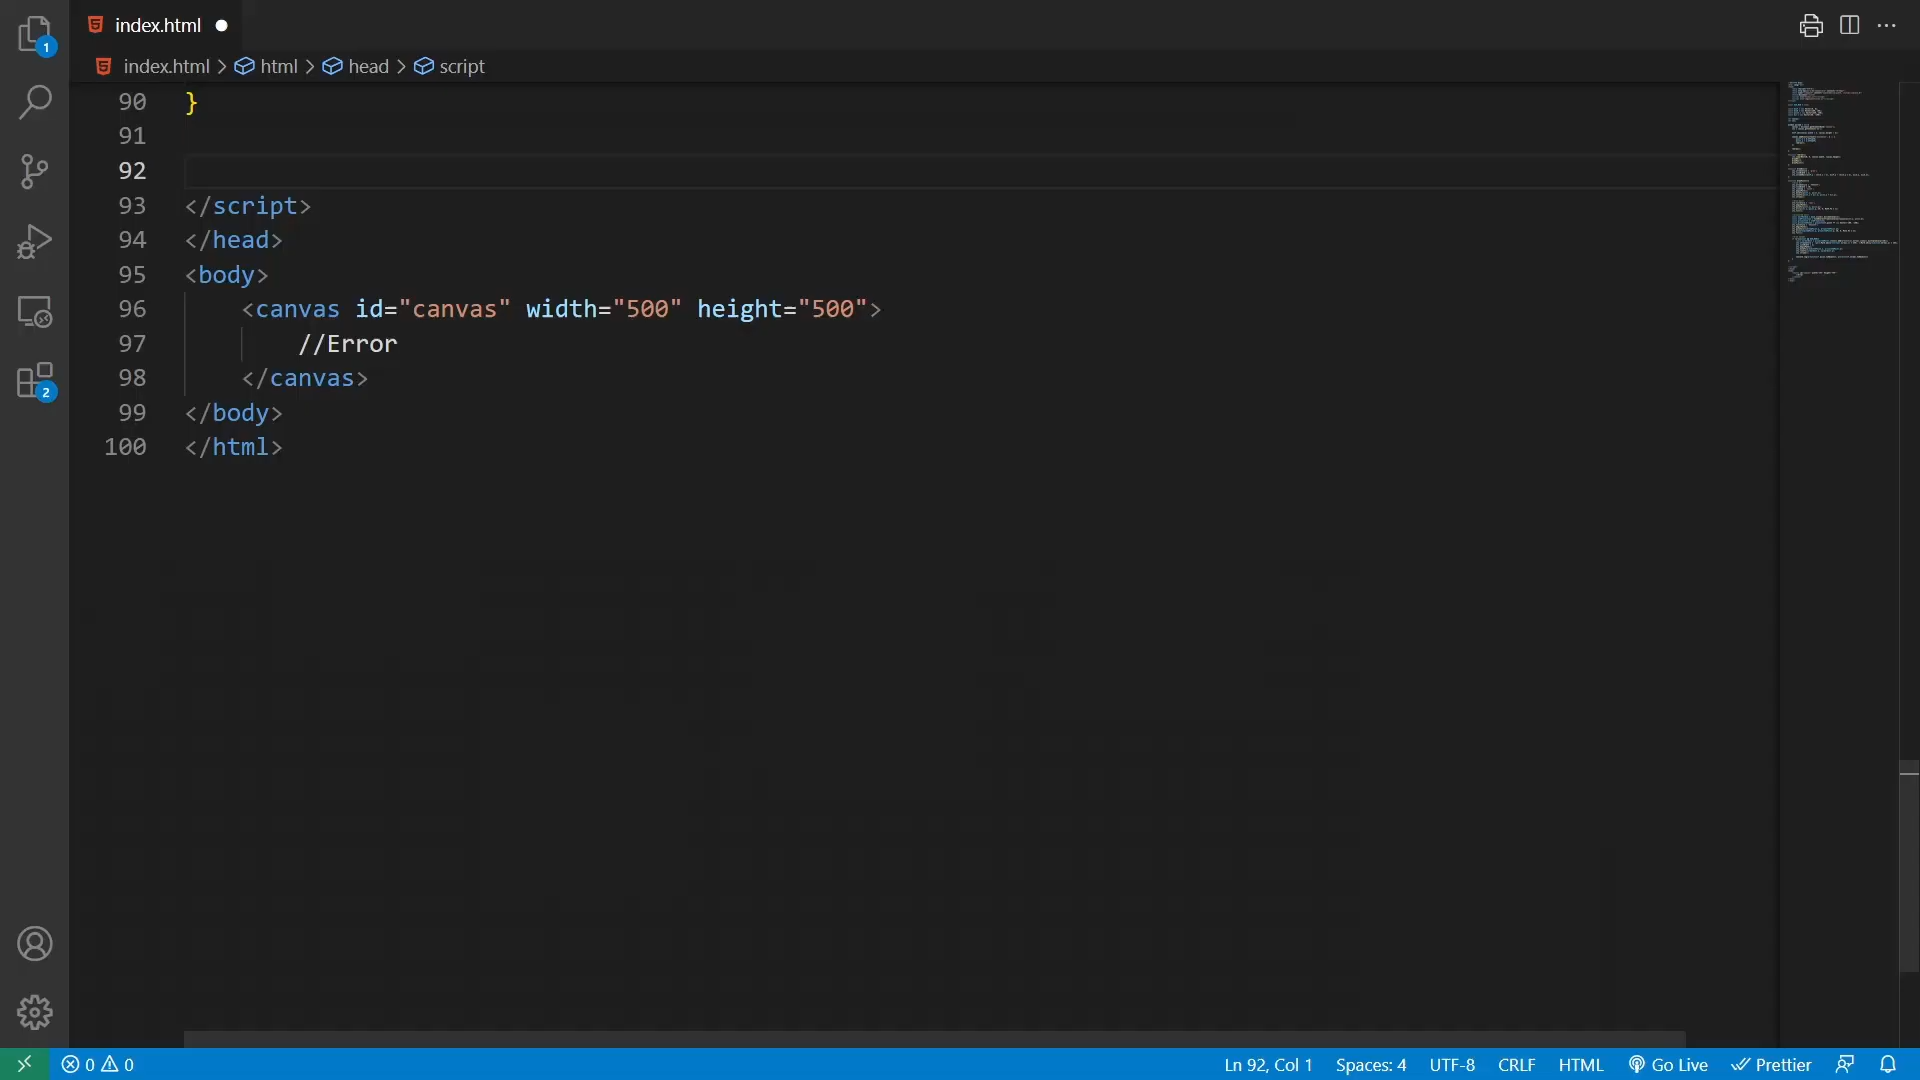 index.html
index.html > html > head > script
1
2
90 }
91
92
93 </script>
94 </head>
95 <body>
96 <canvas id="canvas" width="500" height="500">
97 //Error
98 </canvas>
99 </body>
100 </html>
0 0 Ln 92, Col 1 Spaces: 4 UTF-8 CRLF HTML Go Live Prettier